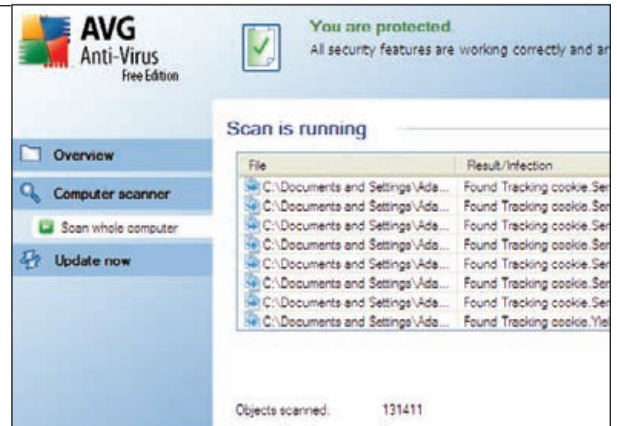 AVG
Anti-Virus
Free Edition
You are protected.
All security features are working correctly and
Overview
Computer scanner
Scan whole computer
Update now
Scan is running
File Result/Infection
C:\Documents and Settings\Ada... Found Tracking cookie.Ser
C:\Documents and Settings\Ada... Found Tracking cookie.Ser
C:\Documents and Settings\Ada... Found Tracking cookie.Ser
C:\Documents and Settings\Ada... Found Tracking cookie.Ser
C:\Documents and Settings\Ada... Found Tracking cookie.Ser
C:\Documents and Settings\Ada... Found Tracking cookie.Ser
C:\Documents and Settings\Ada... Found Tracking cookie.Ser
C:\Documents and Settings\Ada... Found Tracking cookie.Yiel
Objects scanned: 131411